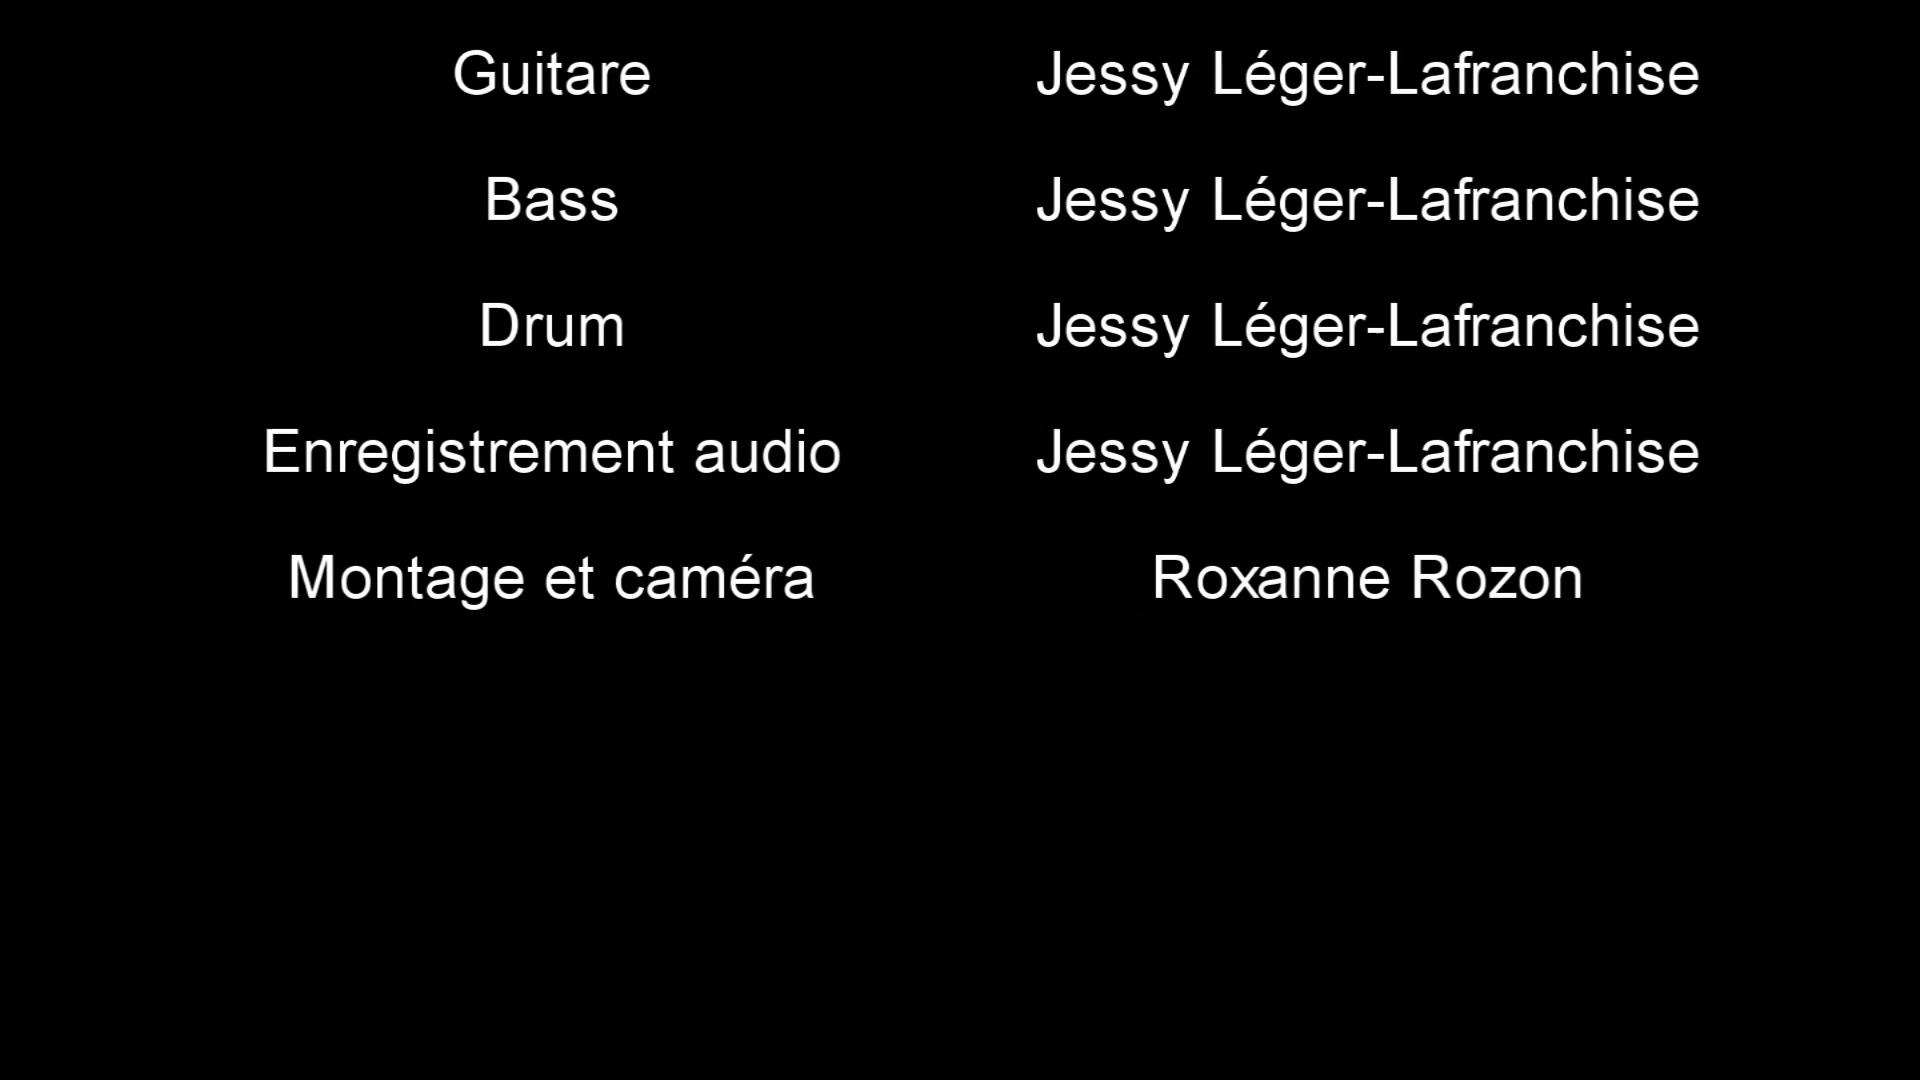 Guitare Jessy Léger-Lafranchise
Bass Jessy Léger-Lafranchise
Drum Jessy Léger-Lafranchise
Enregistrement audio Jessy Léger-Lafranchise
Montage et caméra Roxanne Rozon